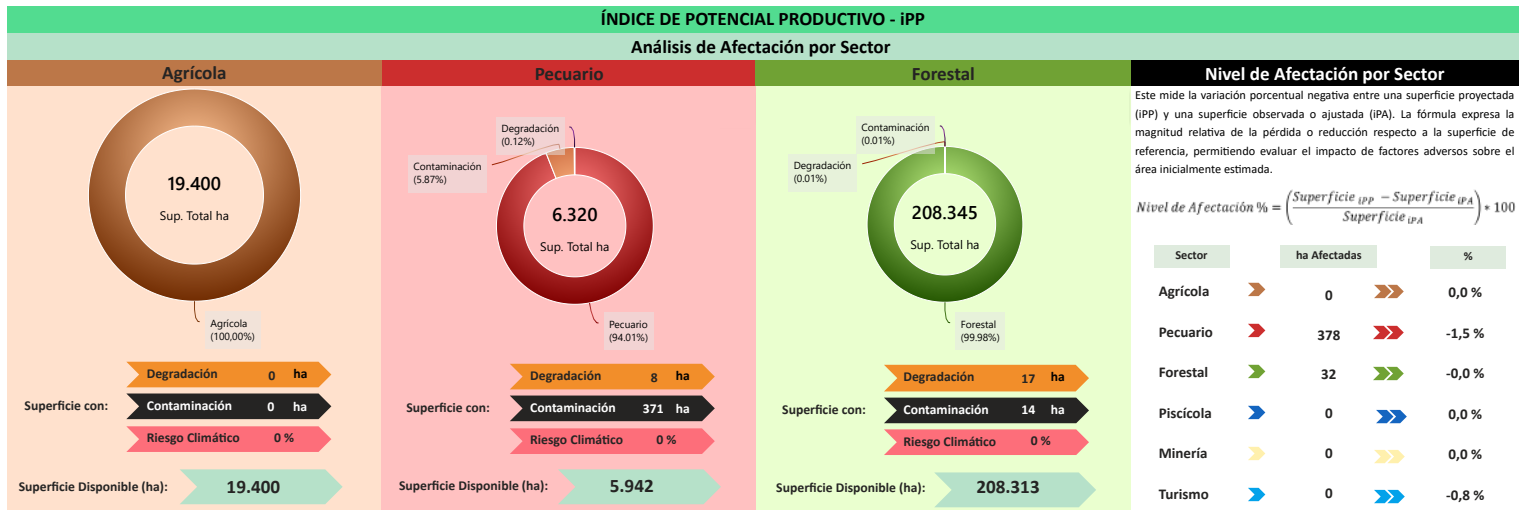 ÍNDICE DE POTENCIAL PRODUCTIVO - iPP
Análisis de Afectación por Sector
Agrícola
19.400
Sup. Total ha
Agrícola
(100,00%)
Superficie con:
Degradación 0 ha
Contaminación 0 ha
Riesgo Climático 0 %
Superficie Disponible (ha): 19.400
Pecuario
Degradación
(0.12%)
Contaminación
(5.87%)
6.320
Sup. Total ha
Pecuario
(94.01%)
Superficie con:
Degradación 8 ha
Contaminación 371 ha
Riesgo Climático 0 %
Superficie Disponible (ha): 5.942
Forestal
Contaminación
(0.01%)
Degradación
(0.01%)
208.345
Sup. Total ha
Forestal
(99.98%)
Superficie con:
Degradación 17 ha
Contaminación 14 ha
Riesgo Climático 0 %
Superficie Disponible (ha): 208.313
Nivel de Afectación por Sector
Este mide la variación porcentual negativa entre una superficie proyectada
(iPP) y una superficie observada o ajustada (iPA). La fórmula expresa la
magnitud relativa de la pérdida o reducción respecto a la superficie de
referencia, permitiendo evaluar el impacto de factores adversos sobre el
área inicialmente estimada.
Nivel de Afectación % = (Superficie iPP − Superficie iPA / Superficie iPA) * 100
Sector ha Afectadas %
Agrícola 0 0,0 %
Pecuario 378 -1,5 %
Forestal 32 -0,0 %
Piscícola 0 0,0 %
Minería 0 0,0 %
Turismo 0 -0,8 %